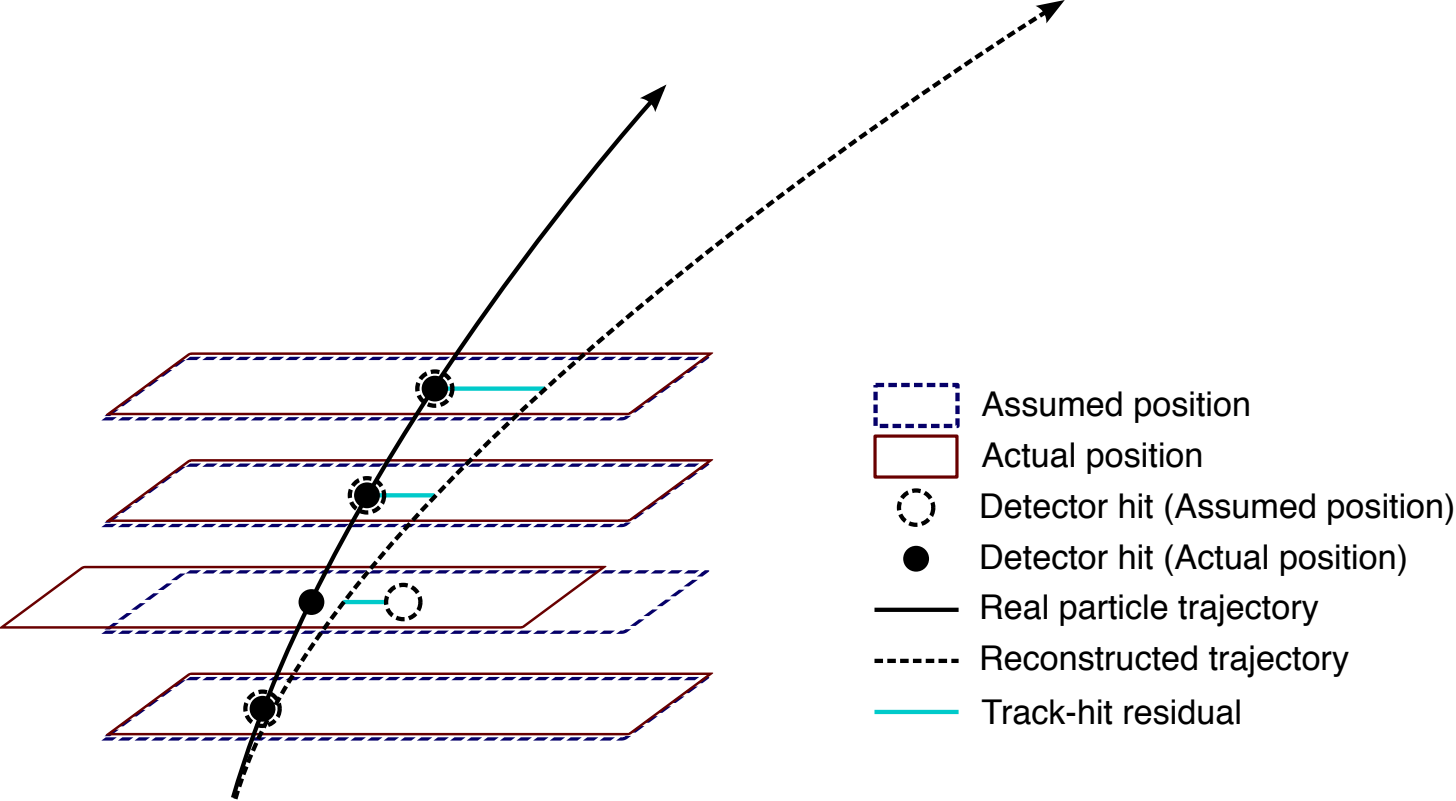 Assumed position
Actual position
Detector hit (Assumed position)
Detector hit (Actual position)
Real particle trajectory
Reconstructed trajectory
Track-hit residual